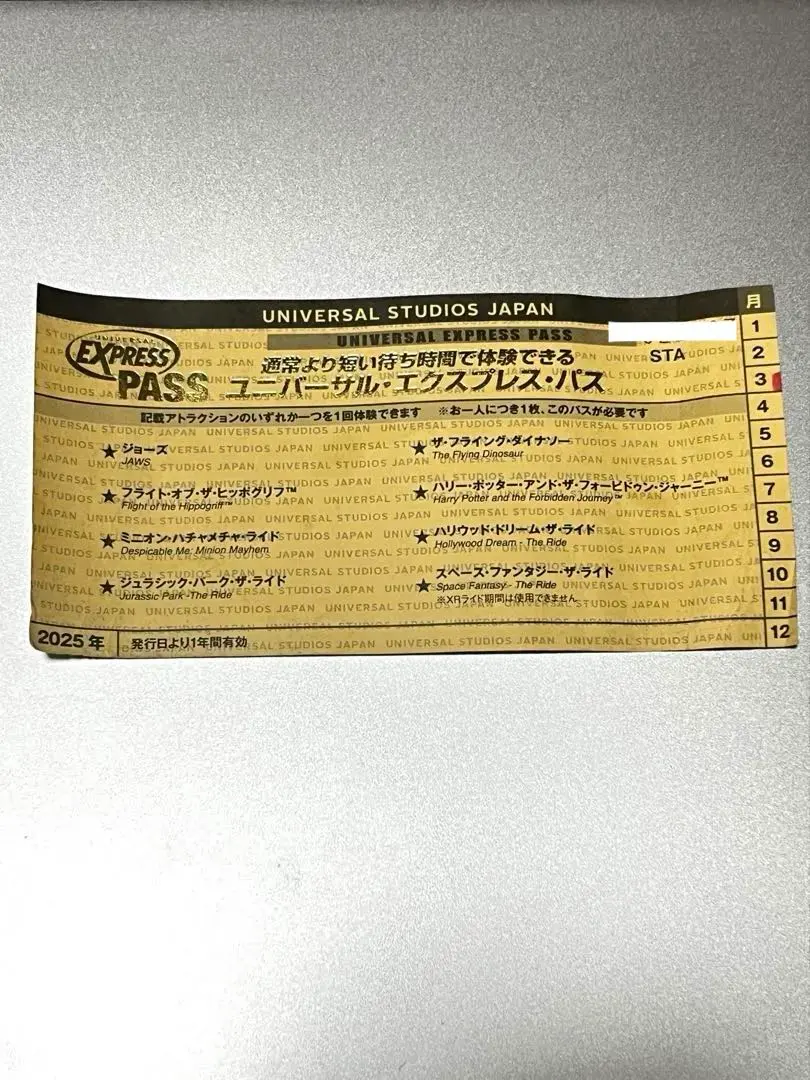 UNIVERSAL STUDIOS JAPAN
UNIVERSAL EXPRESS PASS
UNIVERSAL
EXPRESS
PASS
通常より短い待ち時間で体験できる
ユニバーサル・エクスプレス・パス
STA
記載アトラクションのいずれか一つを1回体験できます ※お一人につき1枚、このパスが必要です
★ ジョーズ
JAWS
★ フライト・オブ・ザ・ヒッポグリフ™
Flight of the Hippogriff™
★ ミニオン・ハチャメチャ・ライド
Despicable Me: Minion Mayhem
★ ジュラシック・パーク・ザ・ライド
Jurassic Park -The Ride
★ ザ・フライング・ダイナソー
The Flying Dinosaur
★ ハリー・ポッター・アンド・ザ・フォービドゥン・ジャーニー™
Harry Potter and the Forbidden Journey™
★ ハリウッド・ドリーム・ザ・ライド
Hollywood Dream - The Ride
★ スペース・ファンタジー・ザ・ライド
Space Fantasy - The Ride
※XRライド期間は使用できません
2025年 発行日より1年間有効
月
1
2
3
4
5
6
7
8
9
10
11
12